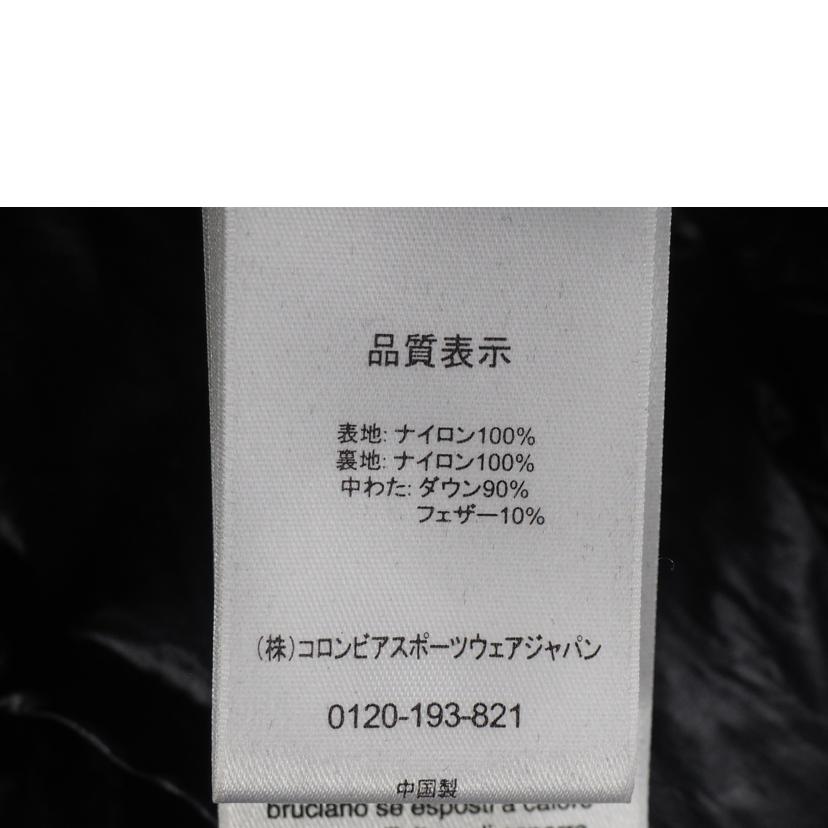 品質表示
表地: ナイロン100%
裏地: ナイロン100%
中わた: ダウン90%
フェザー10%
(株)コロンビアスポーツウェアジャパン
0120-193-821
中国製
bruciano se esposti a calore